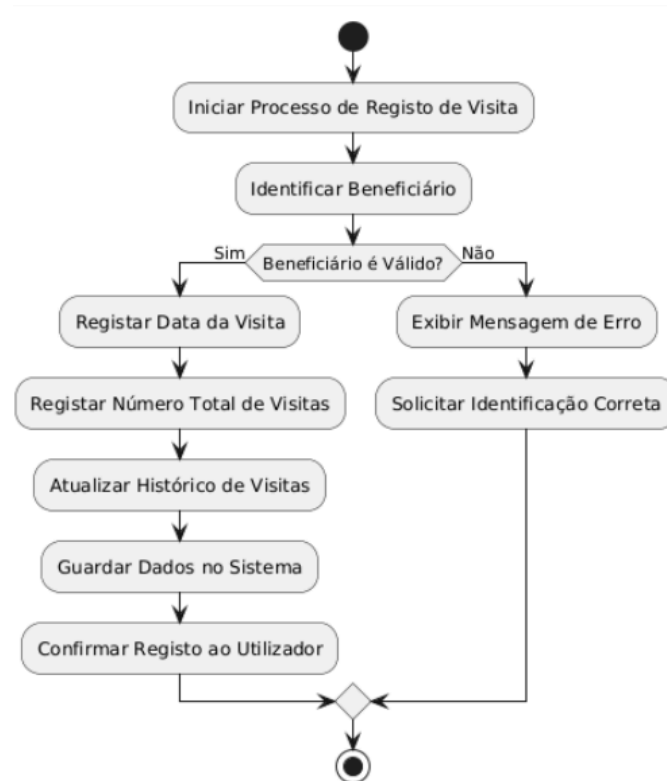 Iniciar Processo de Registo de Visita
Identificar Beneficiário
Sim
Beneficiário é Válido?
Não
Registar Data da Visita
Exibir Mensagem de Erro
Registar Número Total de Visitas
Solicitar Identificação Correta
Atualizar Histórico de Visitas
Guardar Dados no Sistema
Confirmar Registo ao Utilizador